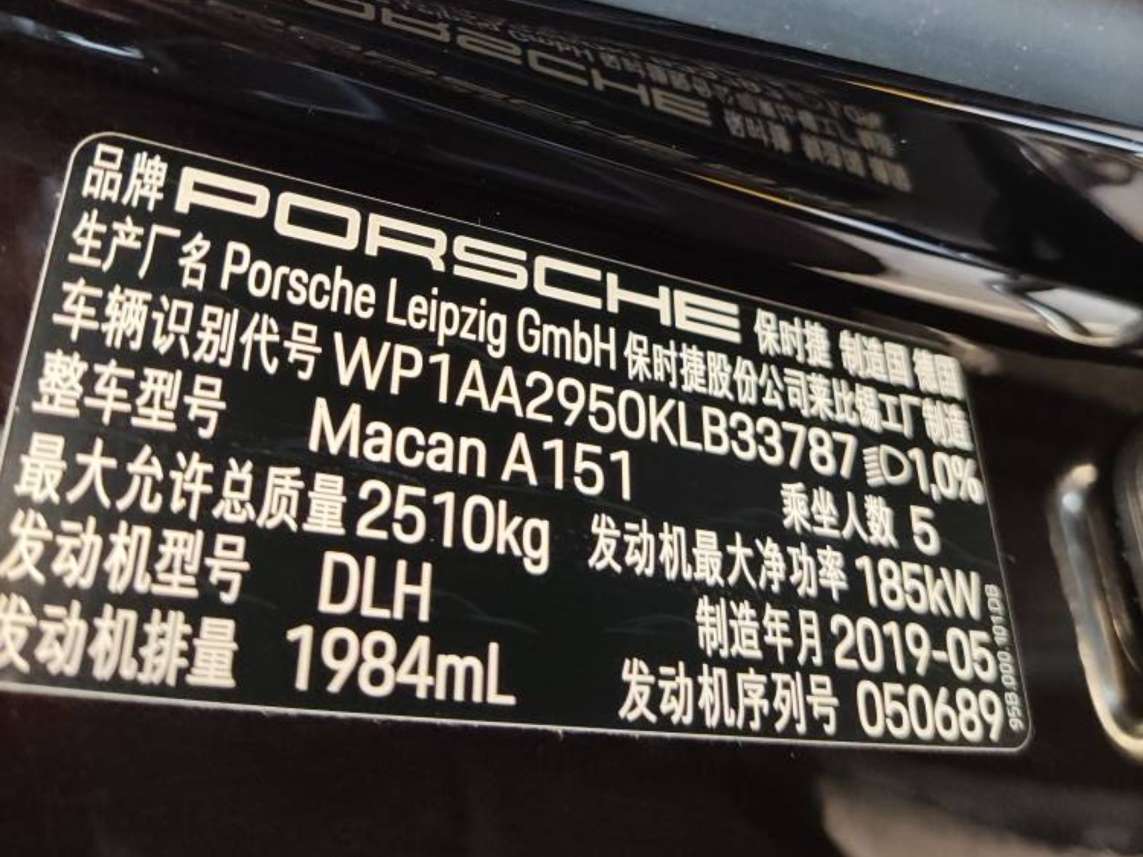 品牌 PORSCHE 保时捷 制造国 德国
生产厂名 Porsche Leipzig GmbH 保时捷股份公司莱比锡工厂制造
车辆识别代号 WP1AA2950KLB33787 1,0%
整车型号 Macan A151 乘坐人数 5
最大允许总质量 2510kg 发动机最大净功率 185kW
发动机型号 DLH 制造年月 2019-05
发动机排量 1984mL 发动机序列号 050689
95B.000.101.DB